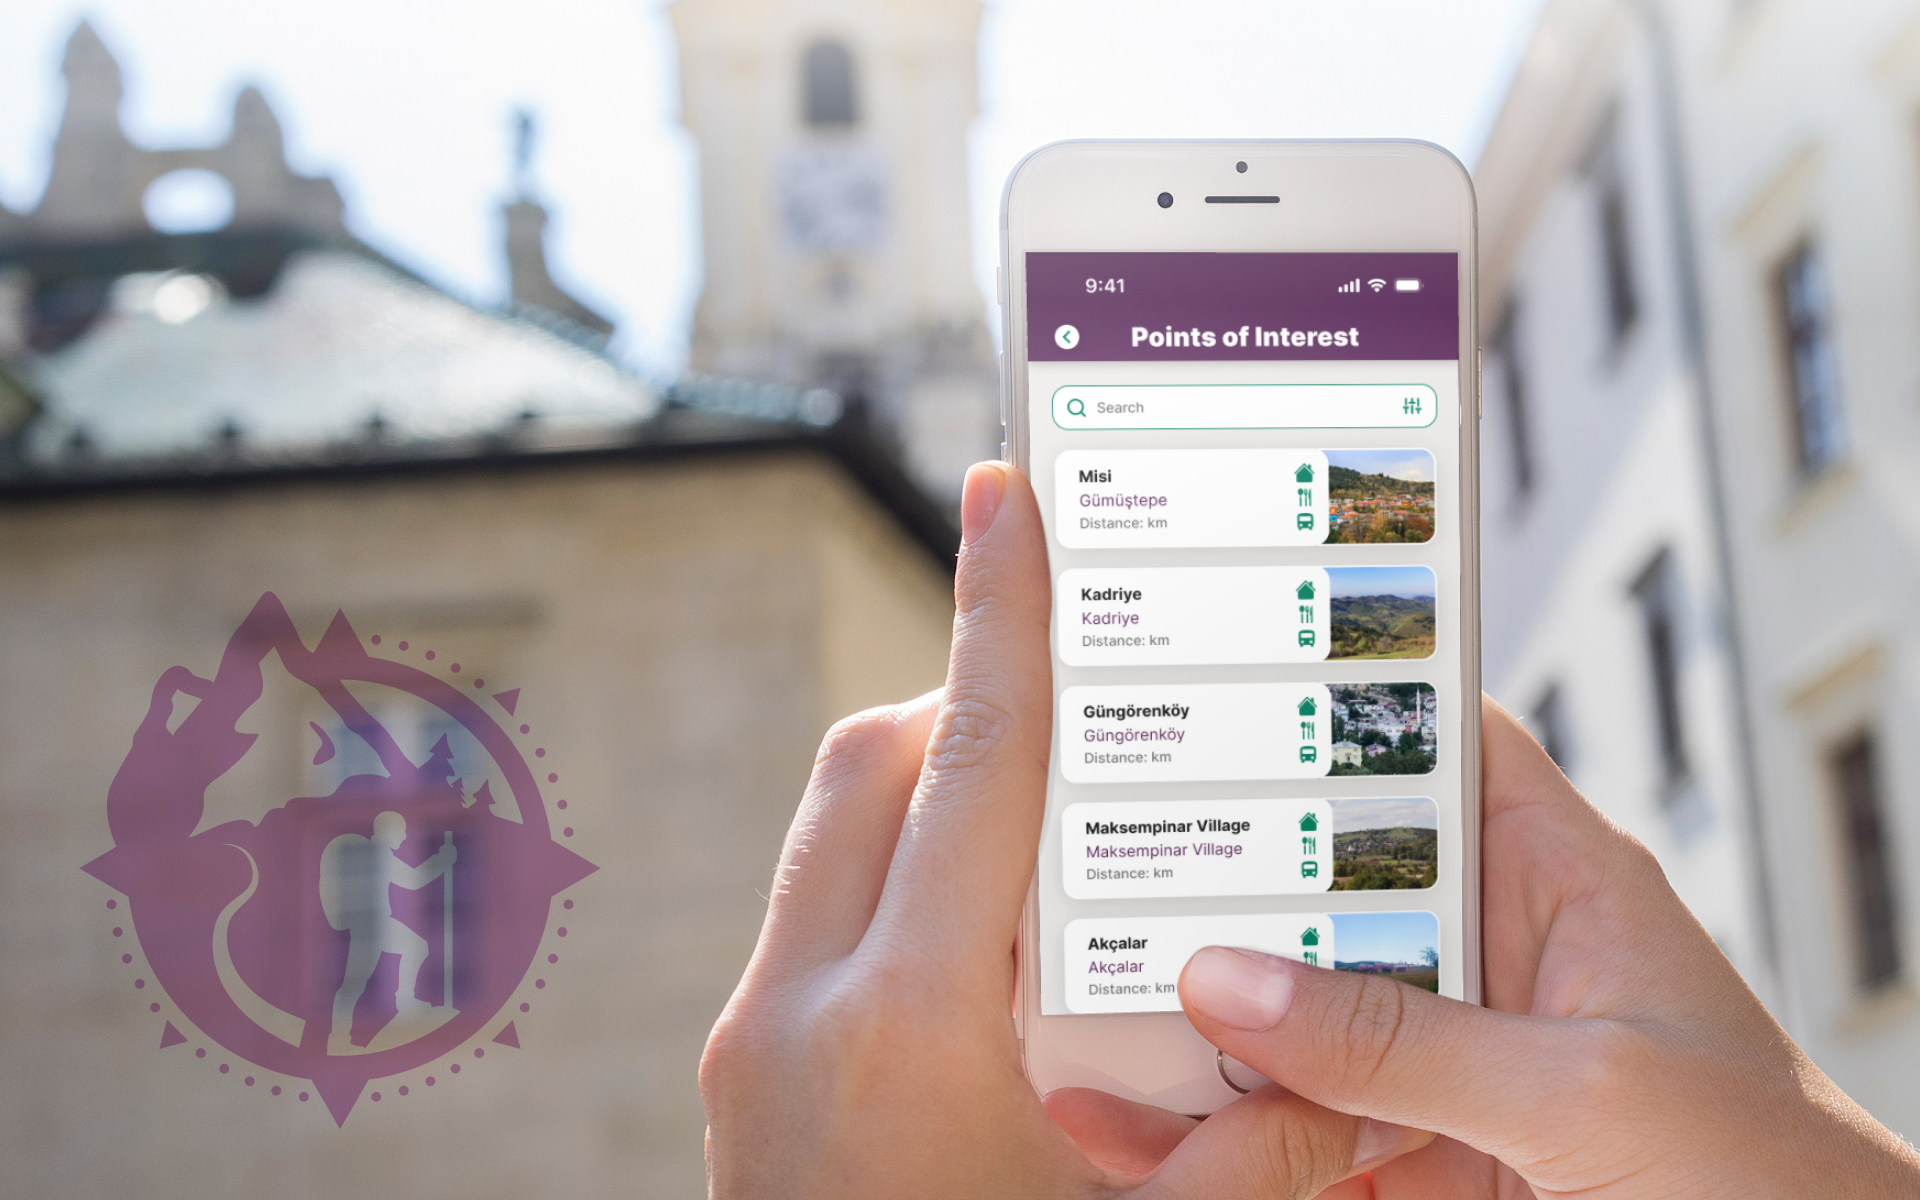 9:41
Points of Interest
Search
Misi
Gümüştepe
Distance: km
Kadriye
Kadriye
Distance: km
Güngörenköy
Güngörenköy
Distance: km
Maksempinar Village
Maksempinar Village
Distance: km
Akçalar
Akçalar
Distance: km